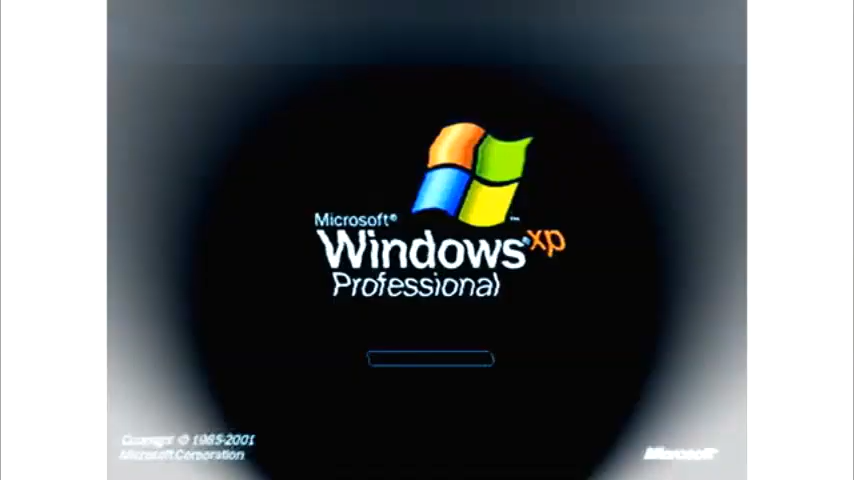 Microsoft®
Windows® xp
Professional
Copyright © 1985-2001
Microsoft Corporation
Microsoft